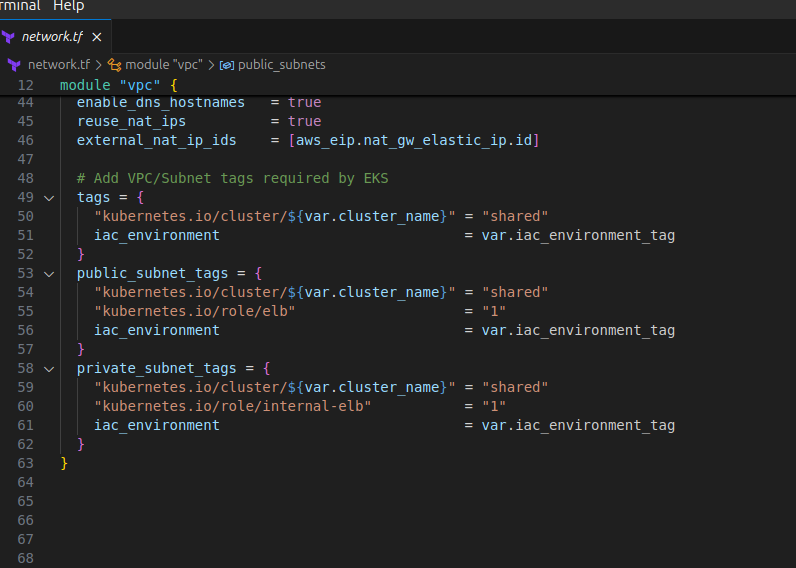 rminal Help
network.tf ×
network.tf > module "vpc" { > public_subnets
12 module "vpc" {
44 enable_dns_hostnames = true
45 reuse_nat_ips = true
46 external_nat_ip_ids = [aws_eip.nat_gw_elastic_ip.id]
47
48 # Add VPC/Subnet tags required by EKS
49 tags = {
50 "kubernetes.io/cluster/${var.cluster_name}" = "shared"
51 iac_environment = var.iac_environment_tag
52 }
53 public_subnet_tags = {
54 "kubernetes.io/cluster/${var.cluster_name}" = "shared"
55 "kubernetes.io/role/elb" = "1"
56 iac_environment = var.iac_environment_tag
57 }
58 private_subnet_tags = {
59 "kubernetes.io/cluster/${var.cluster_name}" = "shared"
60 "kubernetes.io/role/internal-elb" = "1"
61 iac_environment = var.iac_environment_tag
62 }
63 }
64
65
66
67
68